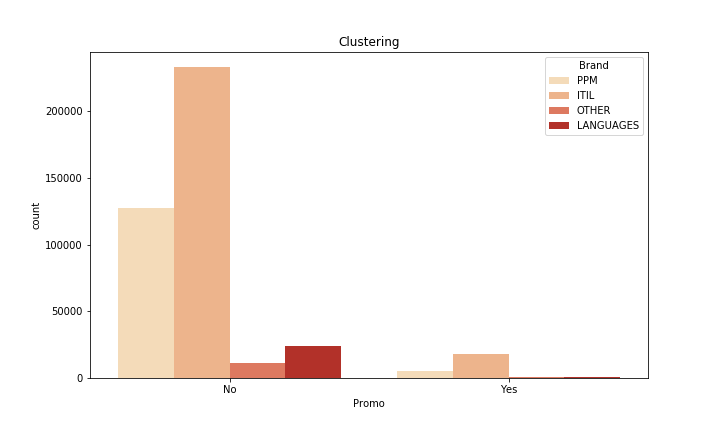 Clustering
Brand
PPM
ITIL
OTHER
LANGUAGES
200000
150000
100000
50000
0
count
No
Yes
Promo